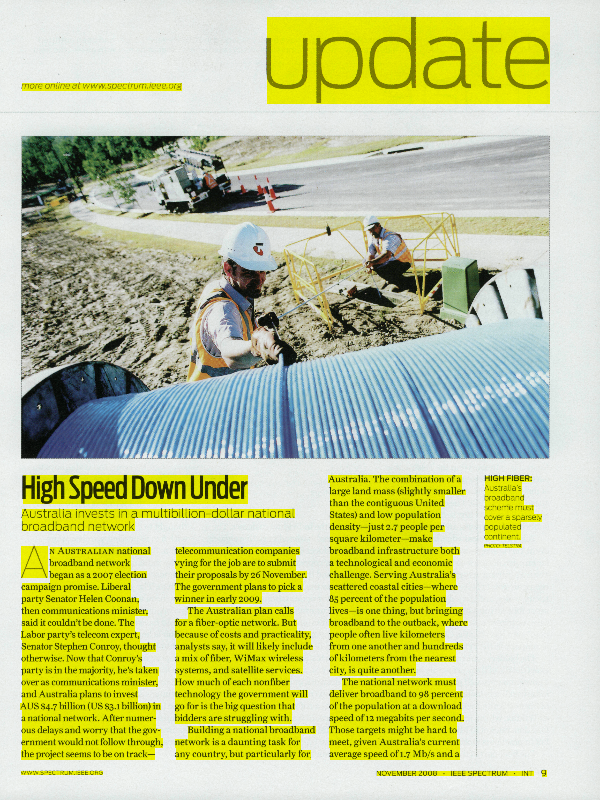 update
more online at www.spectrum.ieee.org
High Speed Down Under
Australia invests in a multibillion-dollar national
broadband network
AN AUSTRALIAN national
broadband network
began as a 2007 election
campaign promise. Liberal
party Senator Helen Coonan,
then communications minister,
said it couldn't be done. The
Labor party's telecom expert,
Senator Stephen Conroy, thought
otherwise. Now that Conroy's
party is in the majority, he's taken
over as communications minister,
and Australia plans to invest
AUS $4.7 billion (US $3.1 billion) in
a national network. After numer-
ous delays and worry that the gov-
ernment would not follow through,
the project seems to be on track—
telecommunication companies
vying for the job are to submit
their proposals by 26 November.
The government plans to pick a
winner in early 2009.
The Australian plan calls
for a fiber-optic network. But
because of costs and practicality,
analysts say, it will likely include
a mix of fiber, WiMax wireless
systems, and satellite services.
How much of each nonfiber
technology the government will
go for is the big question that
bidders are struggling with.
Building a national broadband
network is a daunting task for
any country, but particularly for
Australia. The combination of a
large land mass (slightly smaller
than the contiguous United
States) and low population
density—just 2.7 people per
square kilometer—make
broadband infrastructure both
a technological and economic
challenge. Serving Australia's
scattered coastal cities—where
85 percent of the population
lives—is one thing, but bringing
broadband to the outback, where
people often live kilometers
from one another and hundreds
of kilometers from the nearest
city, is quite another.
The national network must
deliver broadband to 98 percent
of the population at a download
speed of 12 megabits per second.
Those targets might be hard to
meet, given Australia's current
average speed of 1.7 Mb/s and a
HIGH FIBER:
Australia's
broadband
scheme must
cover a sparsely
populated
continent.
PHOTO: TELSTRA
WWW.SPECTRUM.IEEE.ORG
NOVEMBER 2008 · IEEE SPECTRUM · INT 9